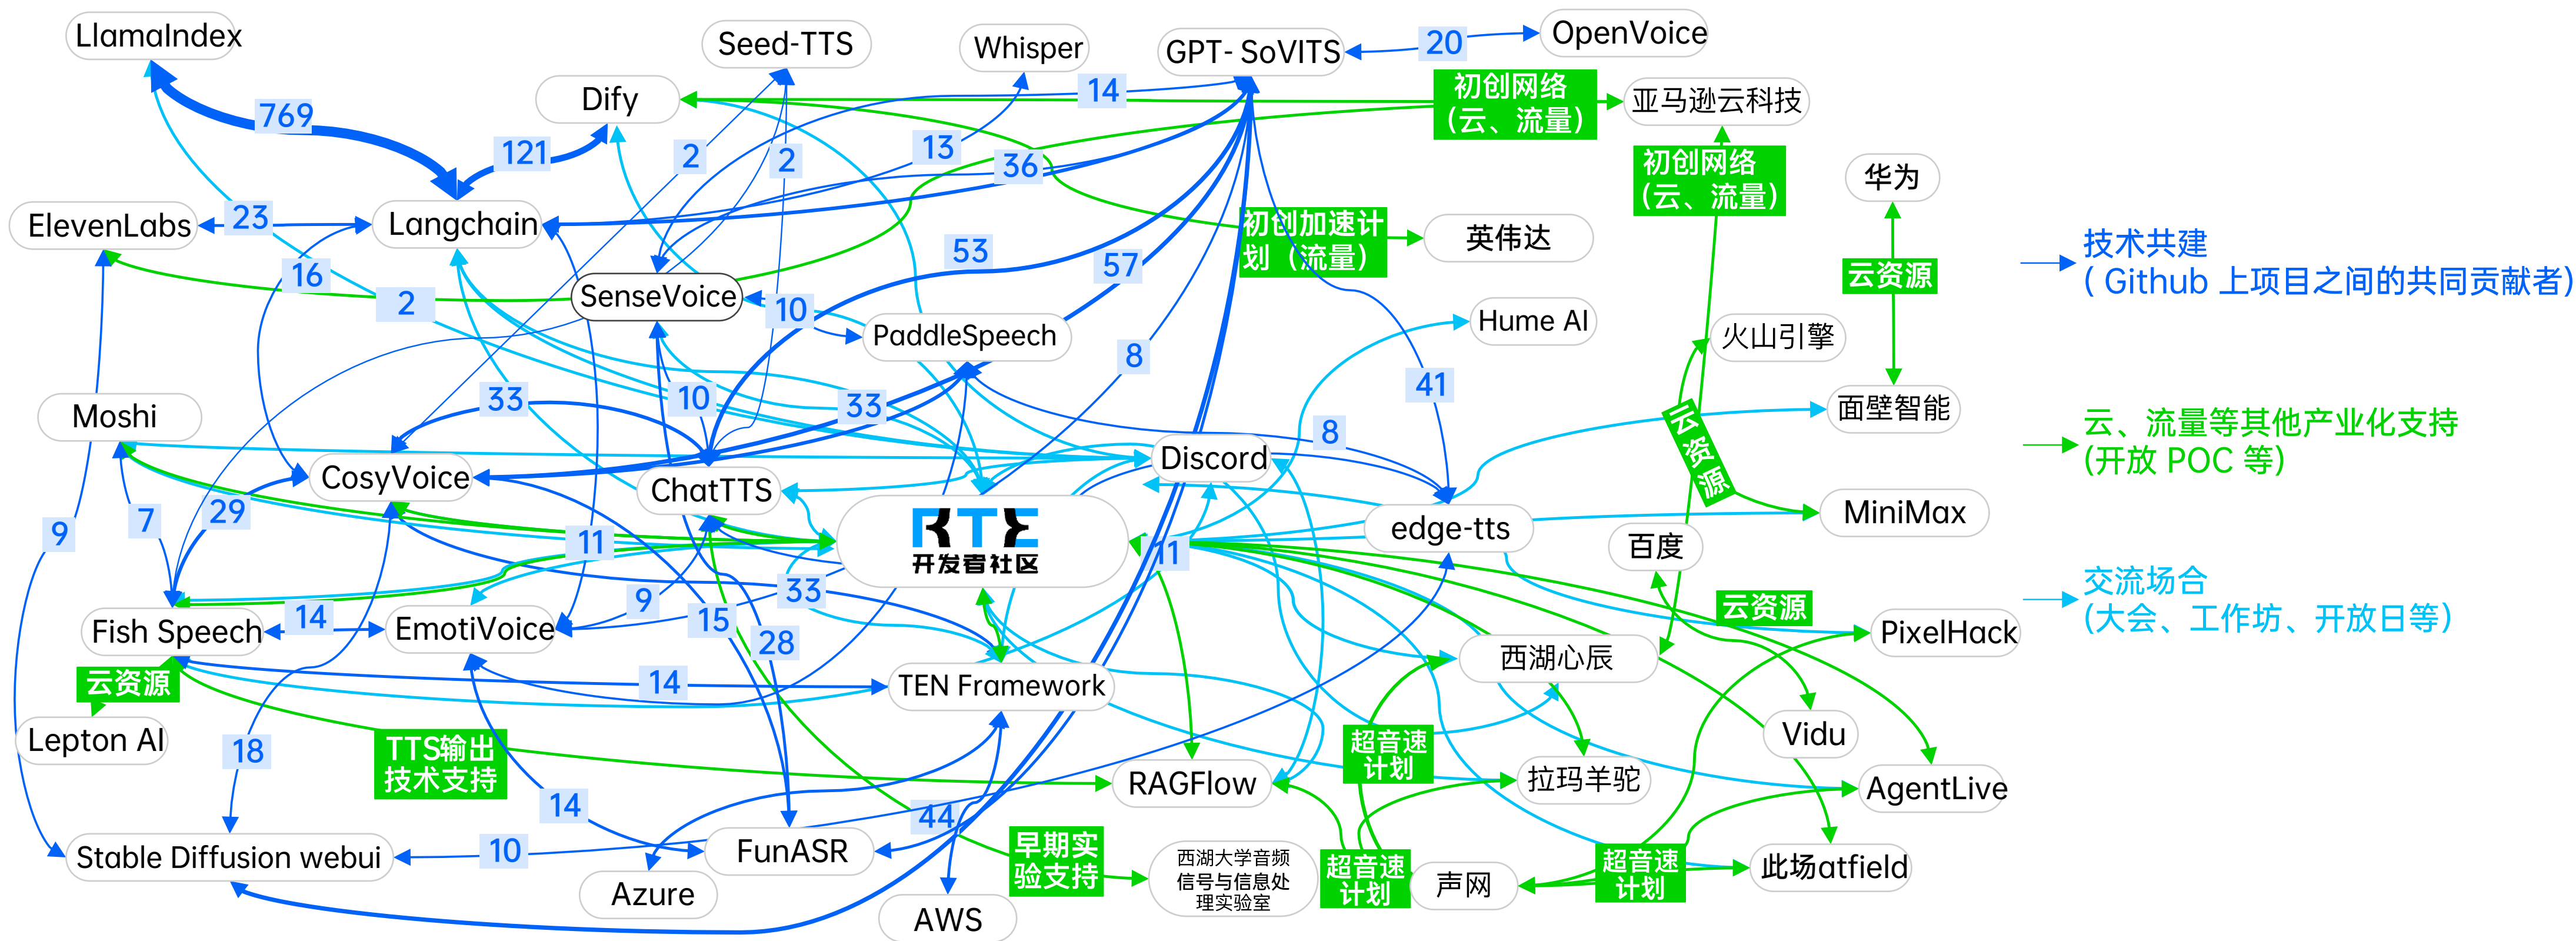 LlamaIndex
Seed-TTS
Whisper
GPT- SoVITS
20
OpenVoice
Dify
14
初创网络
(云、流量)
亚马逊云科技
769
121
2
2
13
36
初创网络
(云、流量)
华为
ElevenLabs
23
Langchain
初创加速计
划（流量）
英伟达
技术共建
( Github 上项目之间的共同贡献者)
16
53
57
云资源
2
SenseVoice
10
PaddleSpeech
Hume AI
火山引擎
8
41
Moshi
33
10
33
面壁智能
云、流量等其他产业化支持
(开放 POC 等)
8
云资源
CosyVoice
ChatTTS
Discord
9
7
29
11
RTE
开发者社区
11
edge-tts
MiniMax
百度
交流场合
(大会、工作坊、开放日等)
33
9
15
28
云资源
Fish Speech
14
EmotiVoice
PixelHack
云资源
14
TEN Framework
西湖心辰
Lepton AI
18
TTS输出
技术支持
超音速
计划
Vidu
14
RAGFlow
拉玛羊驼
AgentLive
44
Stable Diffusion webui
10
FunASR
早期实
验支持
西湖大学音频
信号与信息处
理实验室
超音速
计划
声网
超音速
计划
此场atfield
Azure
AWS